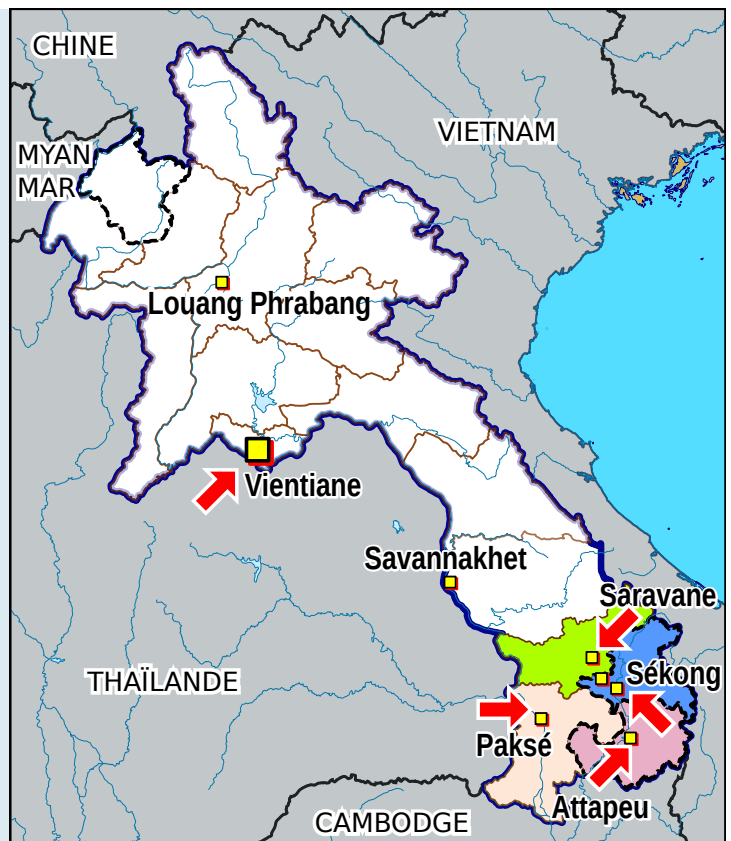 CHINE
VIETNAM
MYAN
MAR
Louang Phrabang
Vientiane
Savannakhet
Saravane
THAÏLANDE
Sékong
Paksé
Attapeu
CAMBODGE